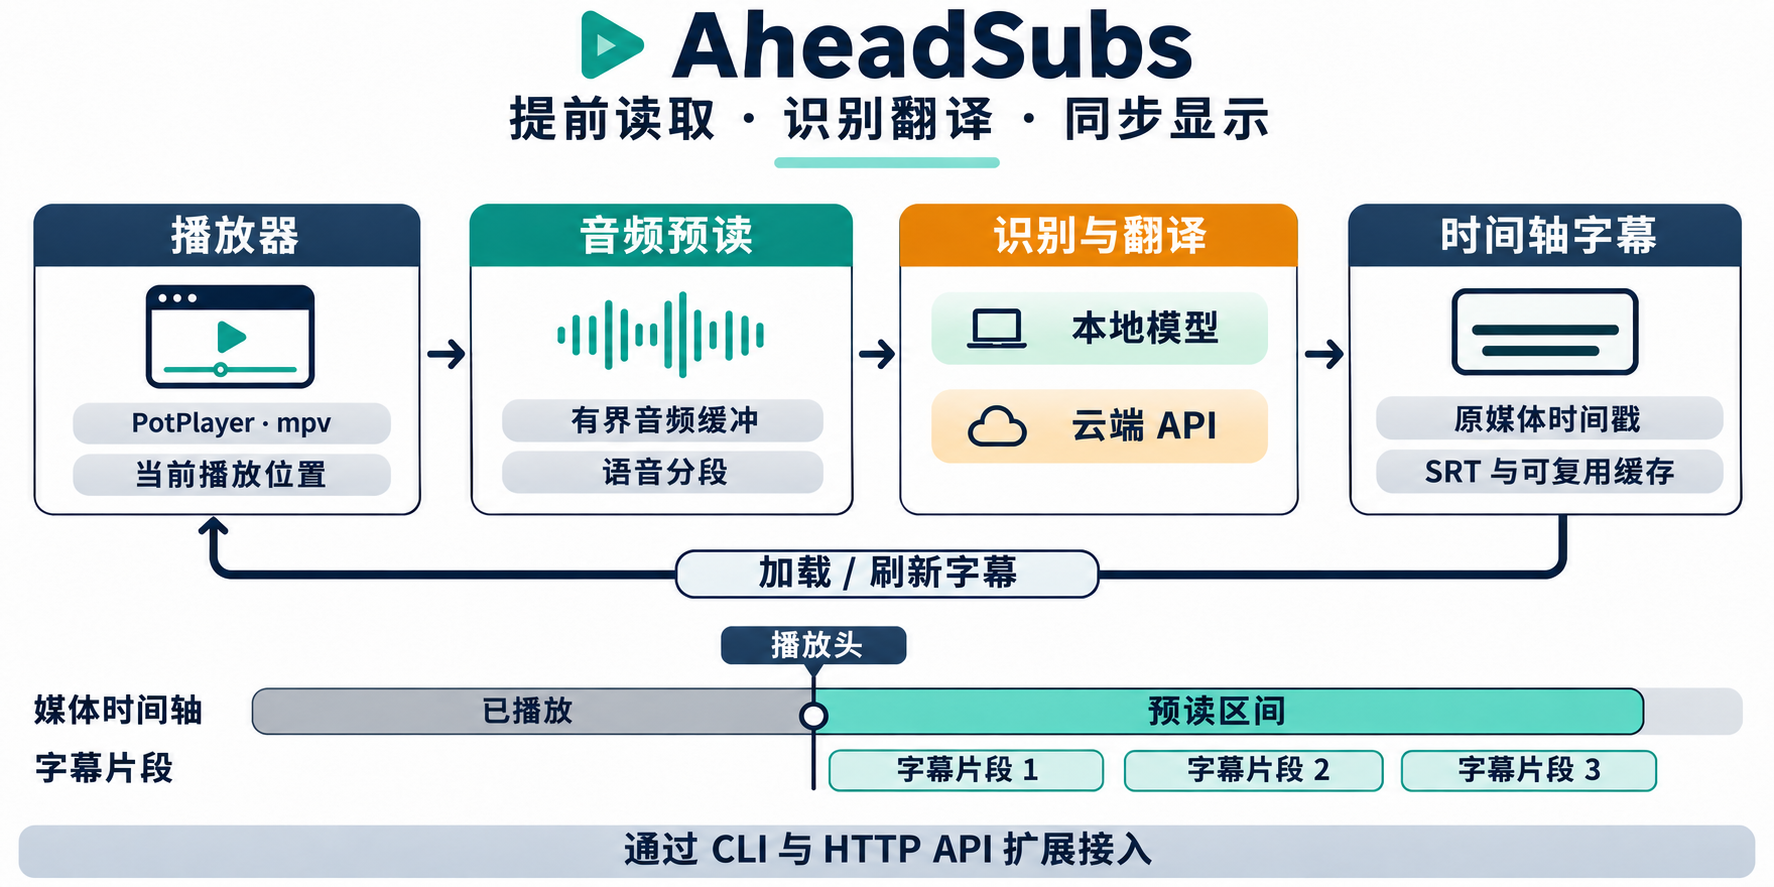 AheadSubs
提前读取 · 识别翻译 · 同步显示
播放器
PotPlayer · mpv
当前播放位置
音频预读
有界音频缓冲
语音分段
识别与翻译
本地模型
云端 API
时间轴字幕
原媒体时间戳
SRT 与可复用缓存
加载 / 刷新字幕
播放头
媒体时间轴
已播放
预读区间
字幕片段
字幕片段 1
字幕片段 2
字幕片段 3
通过 CLI 与 HTTP API 扩展接入